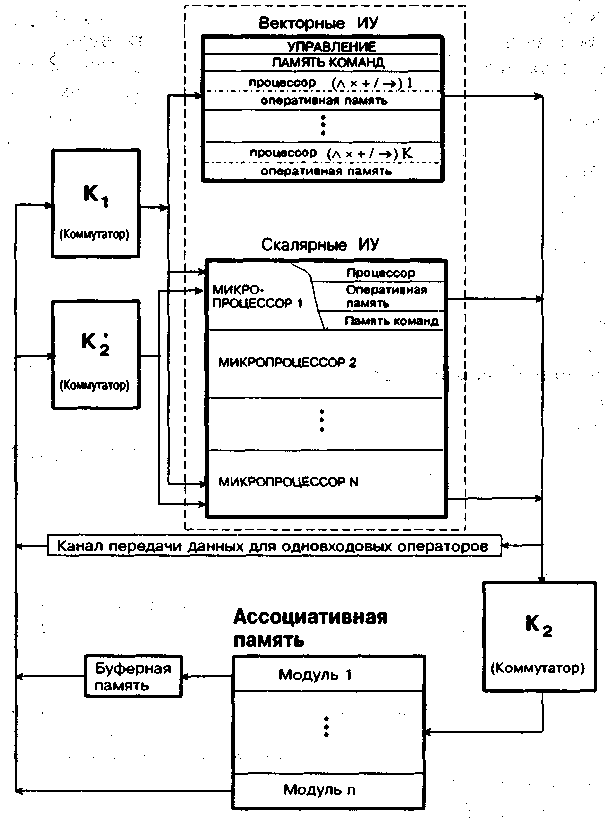 Векторные ИУ
УПРАВЛЕНИЕ
ПАМЯТЬ КОМАНД
процессор (∧ × + / →) 1
оперативная память
⋮
процессор (∧ × + / →) K
оперативная память
K1
(Коммутатор)
Скалярные ИУ
МИКРО-
ПРОЦЕССОР 1
Процессор
Оперативная
память
Память команд
K2'
(Коммутатор)
МИКРОПРОЦЕССОР 2
⋮
МИКРОПРОЦЕССОР N
Канал передачи данных для одновходовых операторов
K2
(Коммутатор)
Ассоциативная
память
Буферная
память
Модуль 1
⋮
Модуль n